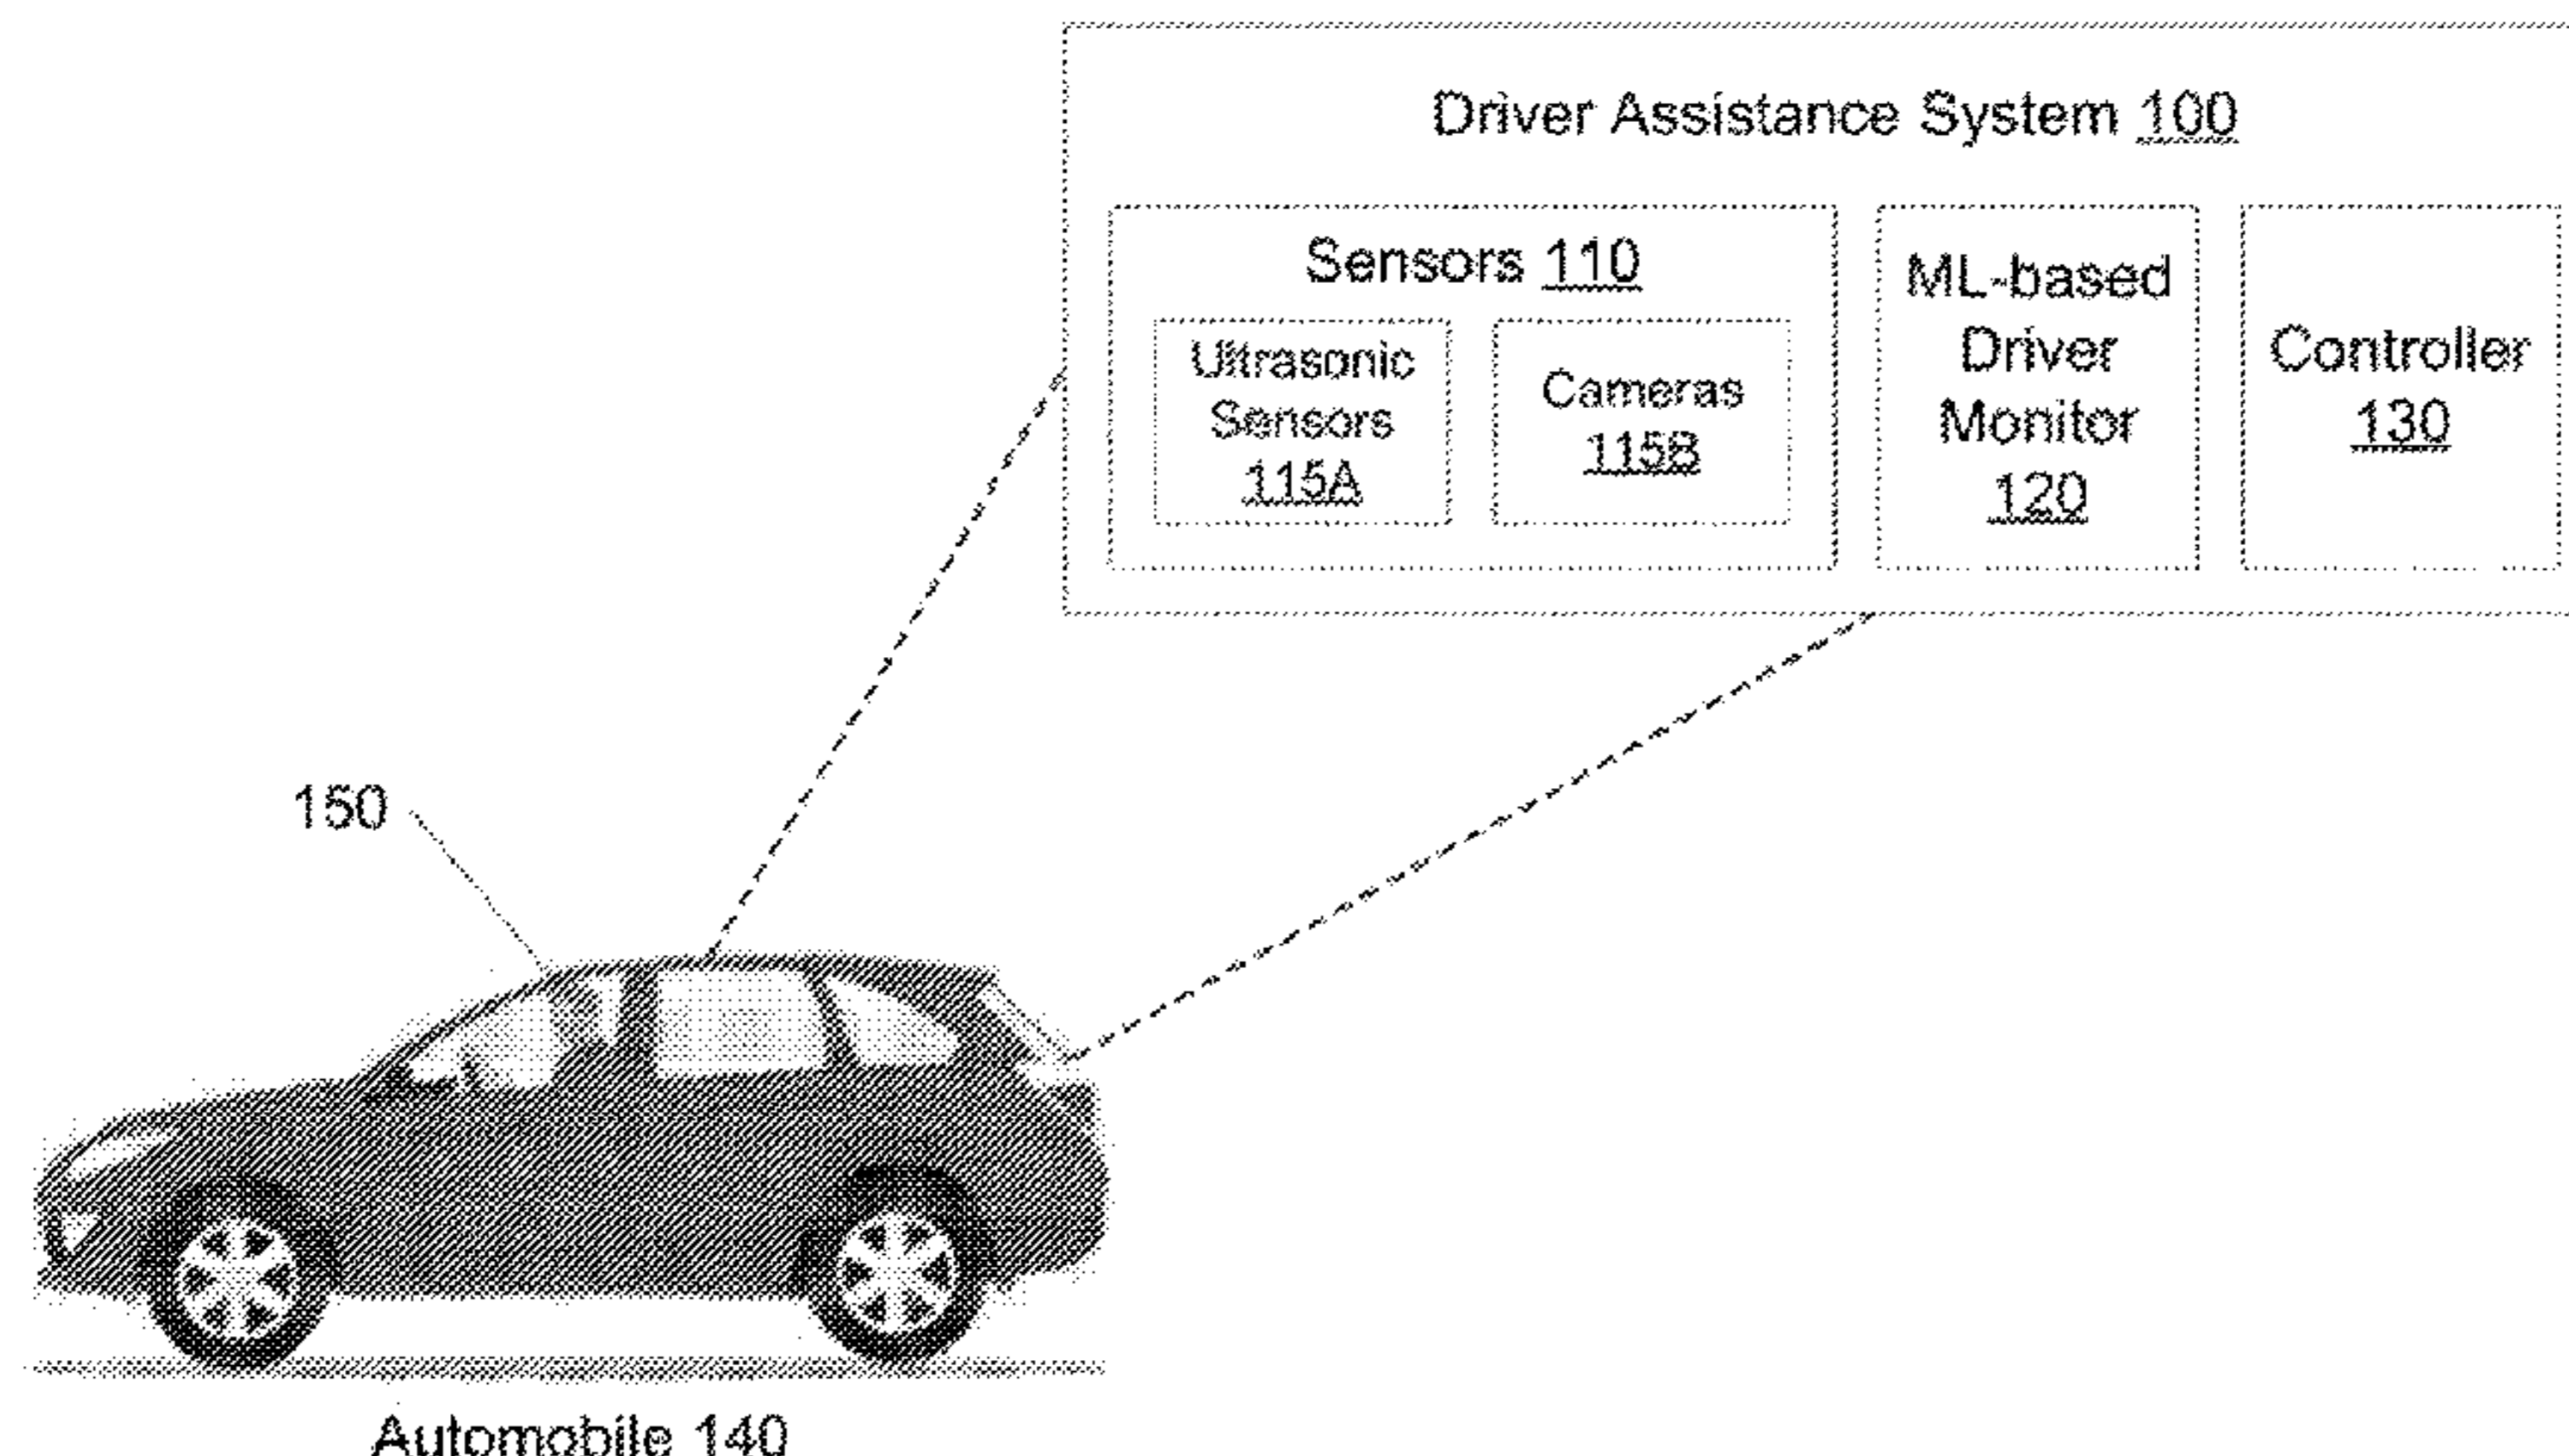 Driver Assistance System 100
Sensors 110
Ultrasonic
Sensors
115A
Cameras
115B
ML-based
Driver
Monitor
120
Controller
130
150
Automobile 140